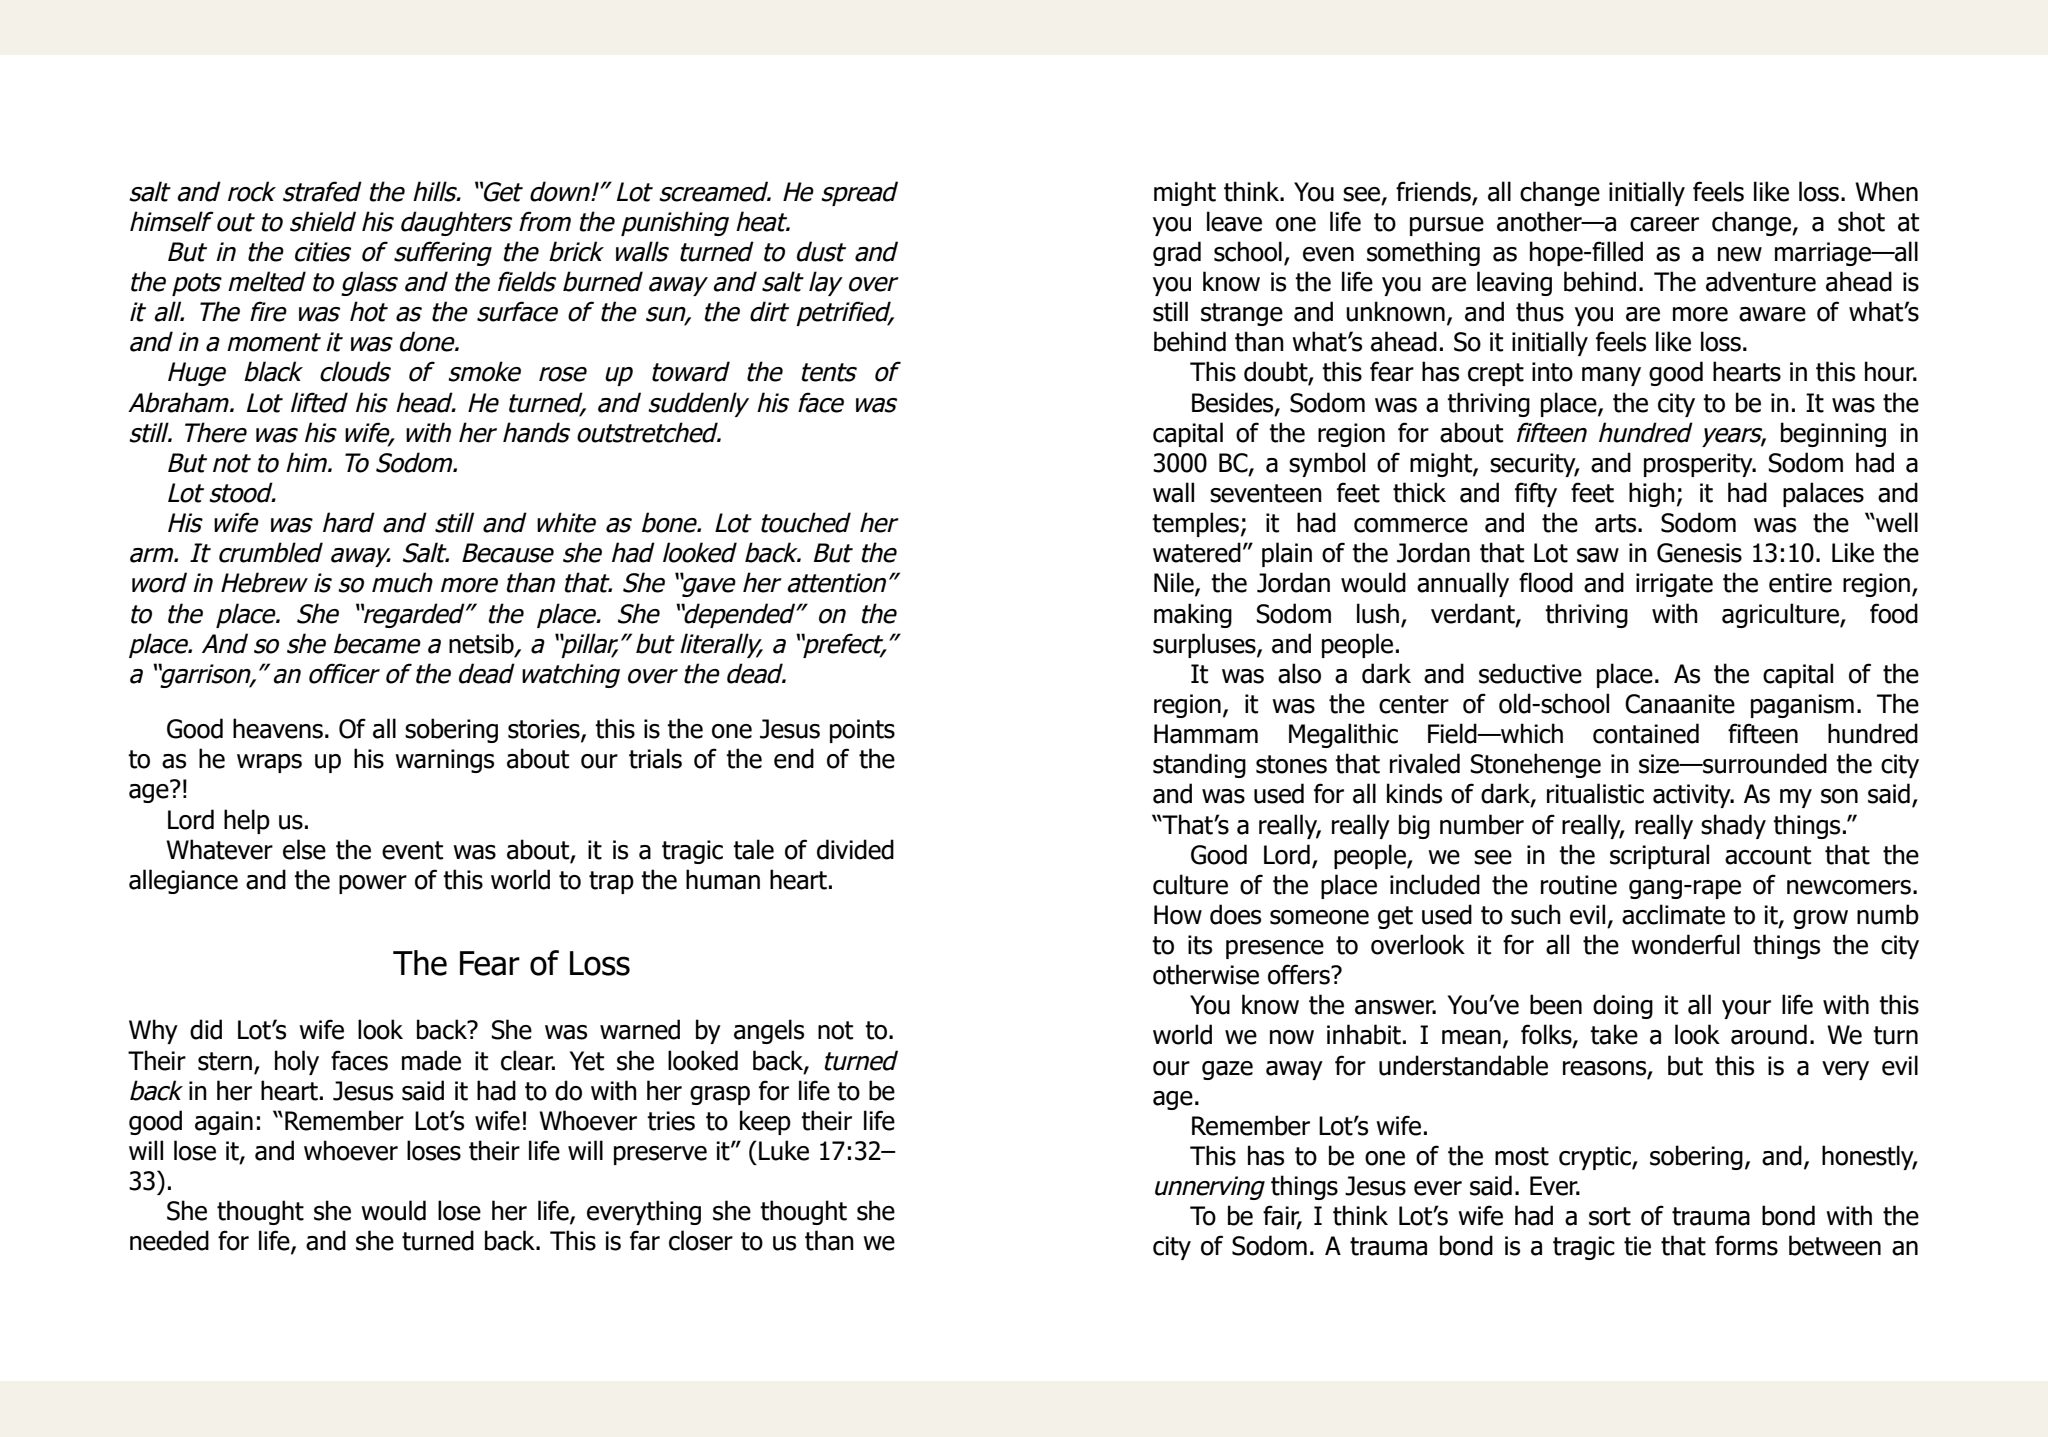 salt and rock strafed the hills. “Get down!” Lot screamed. He spread
himself out to shield his daughters from the punishing heat.
But in the cities of suffering the brick walls turned to dust and
the pots melted to glass and the fields burned away and salt lay over
it all. The fire was hot as the surface of the sun, the dirt petrified,
and in a moment it was done.
Huge black clouds of smoke rose up toward the tents of
Abraham. Lot lifted his head. He turned, and suddenly his face was
still. There was his wife, with her hands outstretched.
But not to him. To Sodom.
Lot stood.
His wife was hard and still and white as bone. Lot touched her
arm. It crumbled away. Salt. Because she had looked back. But the
word in Hebrew is so much more than that. She “gave her attention”
to the place. She “regarded” the place. She “depended” on the
place. And so she became a netsib, a “pillar,” but literally, a “prefect,”
a “garrison,” an officer of the dead watching over the dead.
Good heavens. Of all sobering stories, this is the one Jesus points
to as he wraps up his warnings about our trials of the end of the
age?!
Lord help us.
Whatever else the event was about, it is a tragic tale of divided
allegiance and the power of this world to trap the human heart.
The Fear of Loss
Why did Lot’s wife look back? She was warned by angels not to.
Their stern, holy faces made it clear. Yet she looked back, turned
back in her heart. Jesus said it had to do with her grasp for life to be
good again: “Remember Lot’s wife! Whoever tries to keep their life
will lose it, and whoever loses their life will preserve it” (Luke 17:32–
33).
She thought she would lose her life, everything she thought she
needed for life, and she turned back. This is far closer to us than we
might think. You see, friends, all change initially feels like loss. When
you leave one life to pursue another—a career change, a shot at
grad school, even something as hope-filled as a new marriage—all
you know is the life you are leaving behind. The adventure ahead is
still strange and unknown, and thus you are more aware of what’s
behind than what’s ahead. So it initially feels like loss.
This doubt, this fear has crept into many good hearts in this hour.
Besides, Sodom was a thriving place, the city to be in. It was the
capital of the region for about fifteen hundred years, beginning in
3000 BC, a symbol of might, security, and prosperity. Sodom had a
wall seventeen feet thick and fifty feet high; it had palaces and
temples; it had commerce and the arts. Sodom was the “well
watered” plain of the Jordan that Lot saw in Genesis 13:10. Like the
Nile, the Jordan would annually flood and irrigate the entire region,
making Sodom lush, verdant, thriving with agriculture, food
surpluses, and people.
It was also a dark and seductive place. As the capital of the
region, it was the center of old-school Canaanite paganism. The
Hammam Megalithic Field—which contained fifteen hundred
standing stones that rivaled Stonehenge in size—surrounded the city
and was used for all kinds of dark, ritualistic activity. As my son said,
“That’s a really, really big number of really, really shady things.”
Good Lord, people, we see in the scriptural account that the
culture of the place included the routine gang-rape of newcomers.
How does someone get used to such evil, acclimate to it, grow numb
to its presence to overlook it for all the wonderful things the city
otherwise offers?
You know the answer. You’ve been doing it all your life with this
world we now inhabit. I mean, folks, take a look around. We turn
our gaze away for understandable reasons, but this is a very evil
age.
Remember Lot’s wife.
This has to be one of the most cryptic, sobering, and, honestly,
unnerving things Jesus ever said. Ever.
To be fair, I think Lot’s wife had a sort of trauma bond with the
city of Sodom. A trauma bond is a tragic tie that forms between an